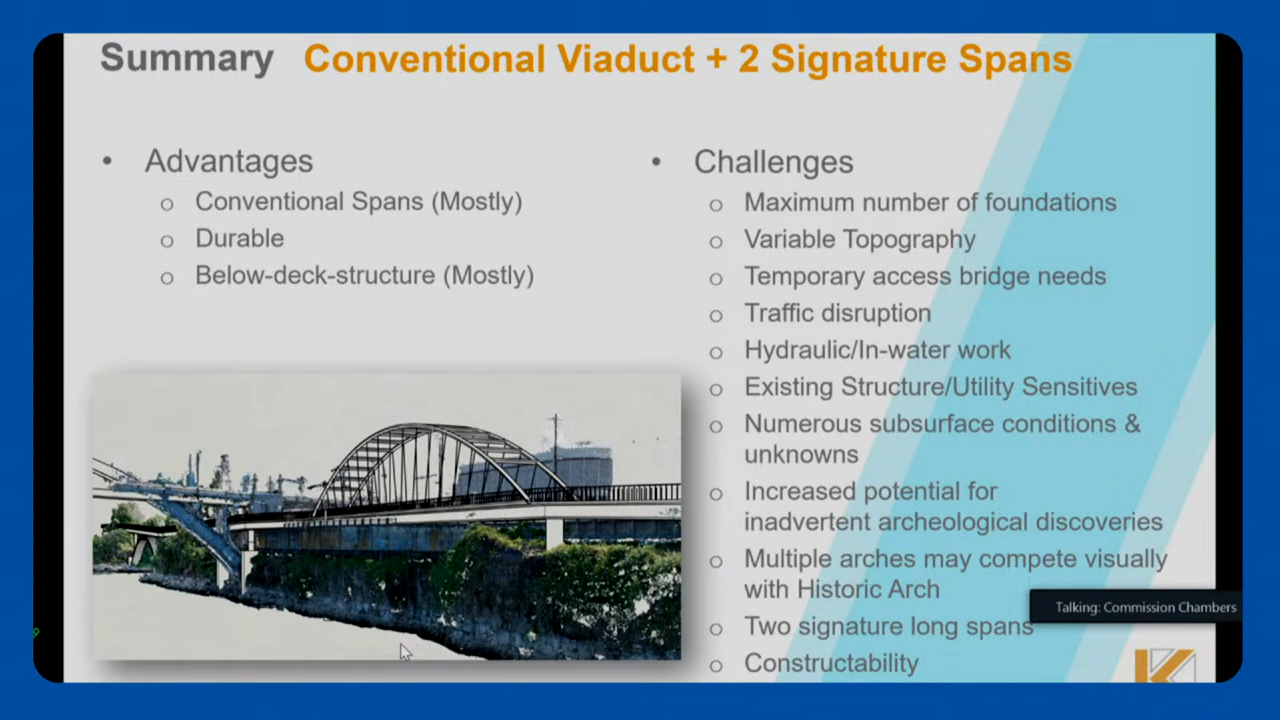 Summary Conventional Viaduct + 2 Signature Spans
• Advantages
o Conventional Spans (Mostly)
o Durable
o Below-deck-structure (Mostly)
• Challenges
o Maximum number of foundations
o Variable Topography
o Temporary access bridge needs
o Traffic disruption
o Hydraulic/In-water work
o Existing Structure/Utility Sensitives
o Numerous subsurface conditions &
unknowns
o Increased potential for
inadvertent archeological discoveries
o Multiple arches may compete visually
with Historic Arch
o Two signature long spans
o Constructability
Talking: Commission Chambers